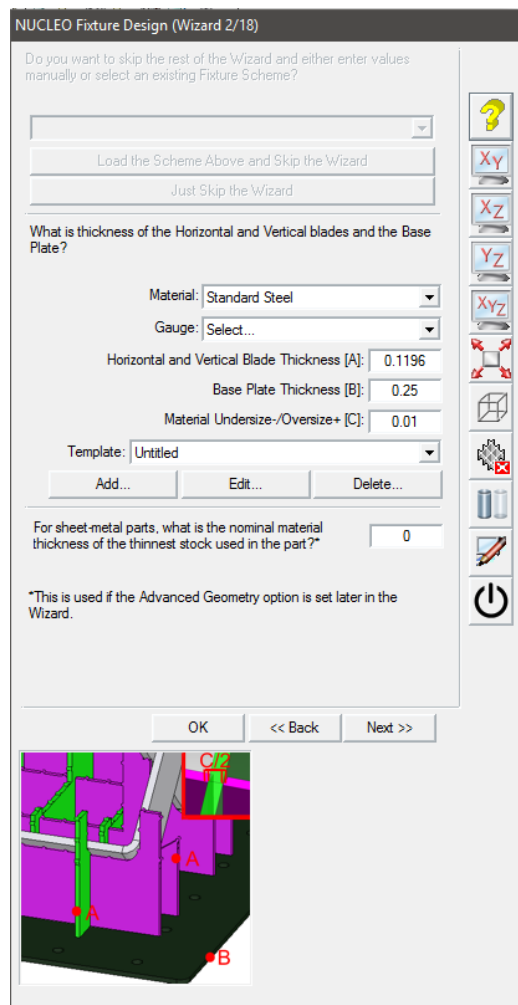 NUCLEO Fixture Design (Wizard 2/18)
Do you want to skip the rest of the Wizard and either enter values
manually or select an existing Fixture Scheme?
Load the Scheme Above and Skip the Wizard
Just Skip the Wizard
What is thickness of the Horizontal and Vertical blades and the Base
Plate?
Material: Standard Steel
Gauge: Select...
Horizontal and Vertical Blade Thickness [A]: 0.1196
Base Plate Thickness [B]: 0.25
Material Undersize-/Oversize+ [C]: 0.01
Template: Untitled
Add... Edit... Delete...
For sheet-metal parts, what is the nominal material
thickness of the thinnest stock used in the part?* 0
*This is used if the Advanced Geometry option is set later in the
Wizard.
OK << Back Next >>
?
XY
XZ
YZ
XYZ
C/2
A
A
B